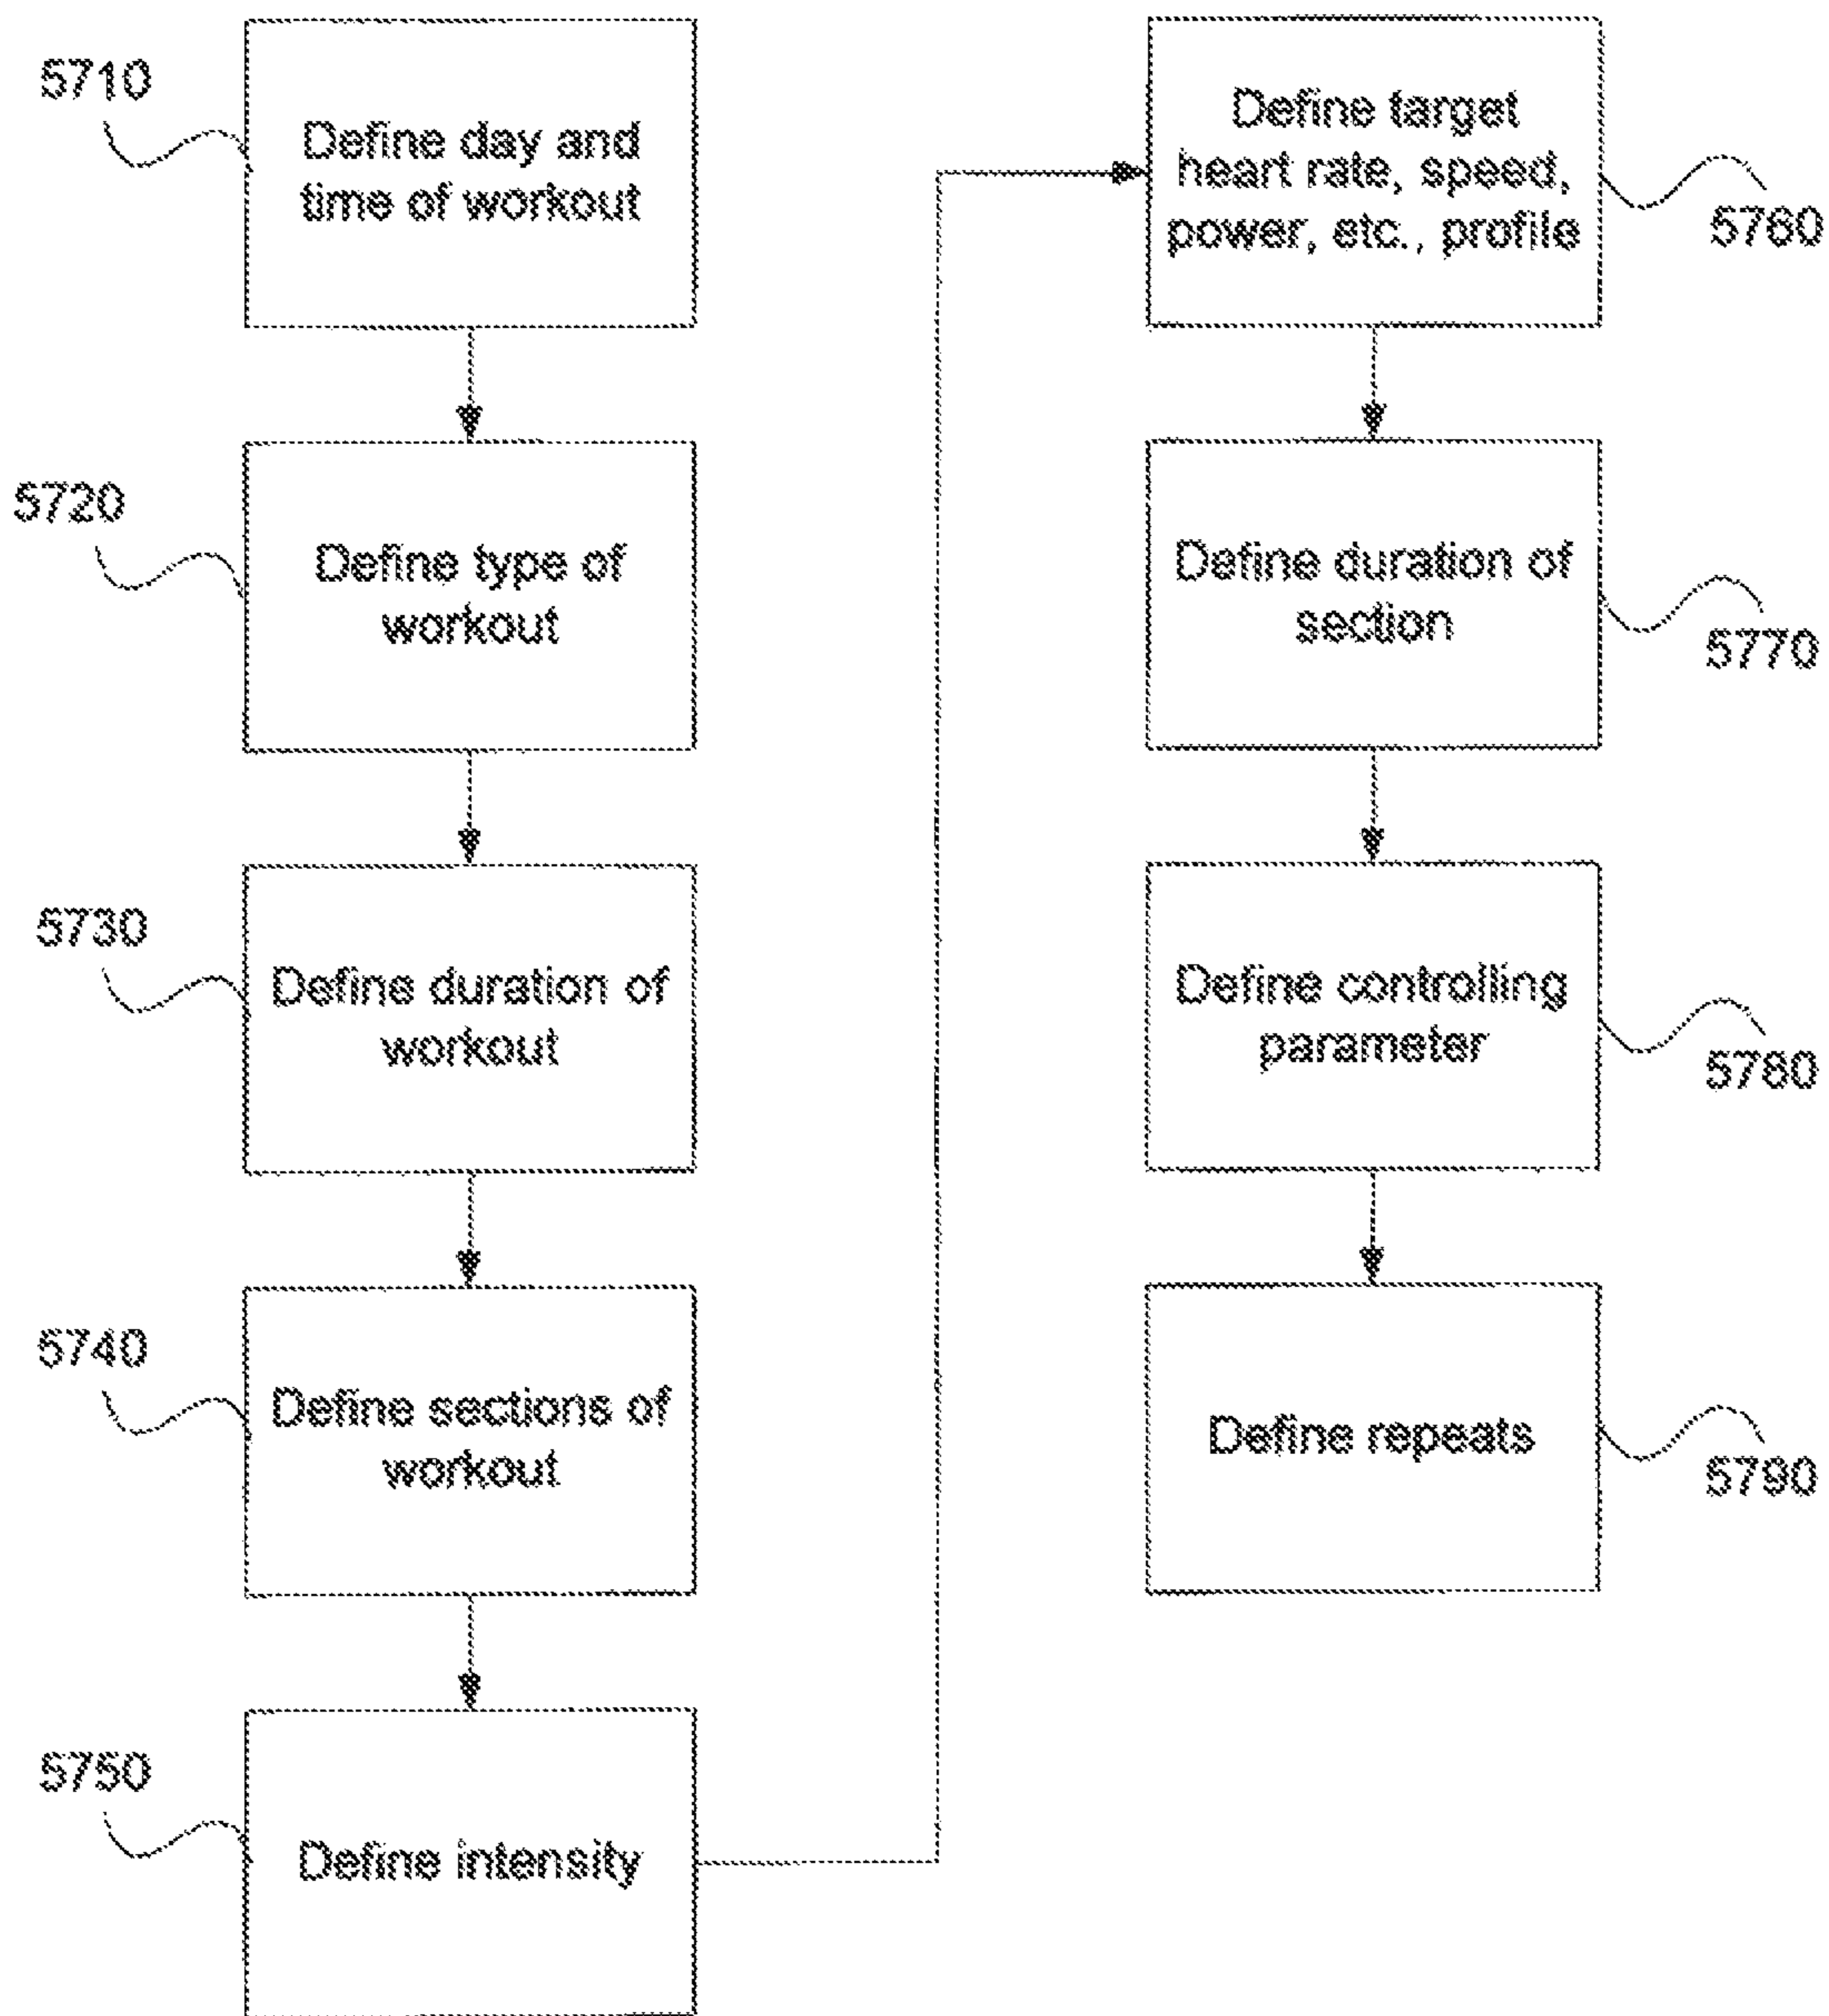 5710
Define day and
time of workout
5720
Define type of
workout
5730
Define duration of
workout
5740
Define sections of
workout
5750
Define intensity
Define target
heart rate, speed,
power, etc., profile
5760
Define duration of
section
5770
Define controlling
parameter
5780
Define repeats
5790